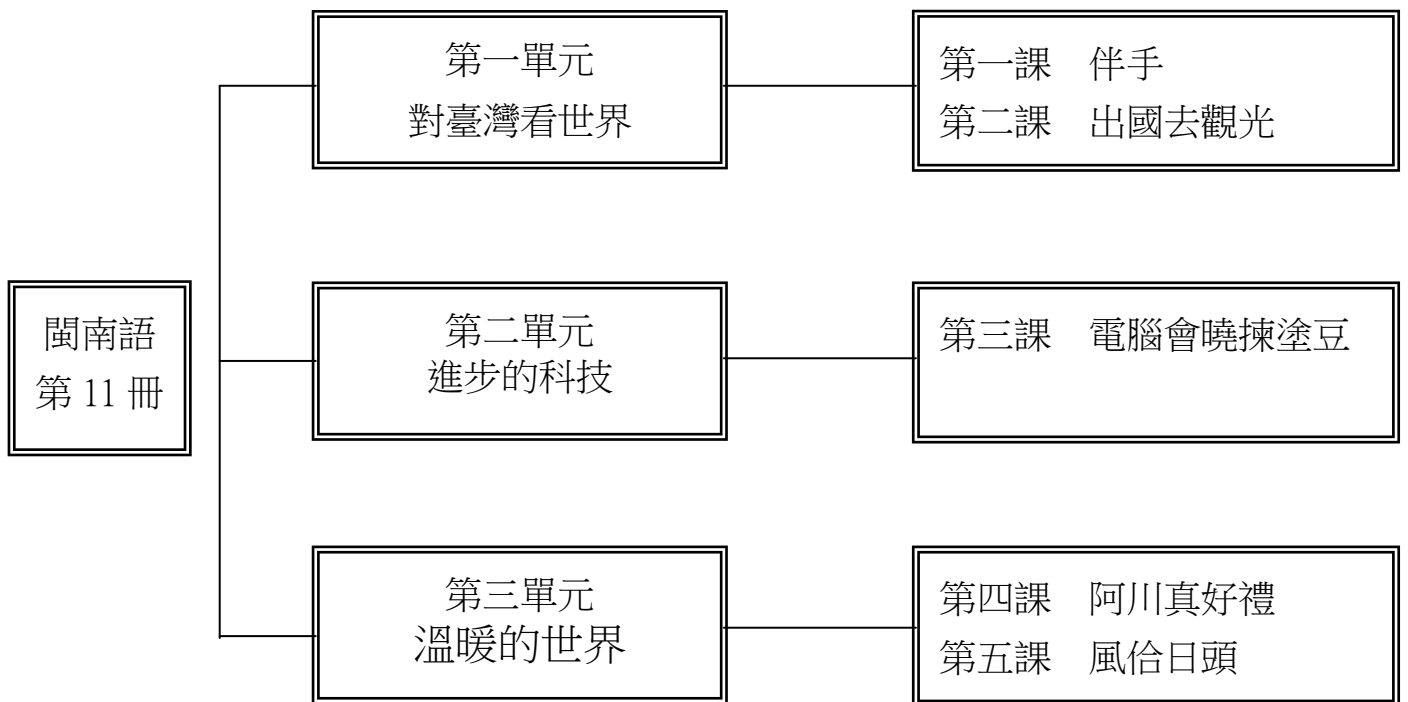 閩南語
第 11 冊
第一單元
對臺灣看世界
第一課　伴手
第二課　出國去觀光
第二單元
進步的科技
第三課　電腦會曉揀塗豆
第三單元
溫暖的世界
第四課　阿川真好禮
第五課　風佮日頭